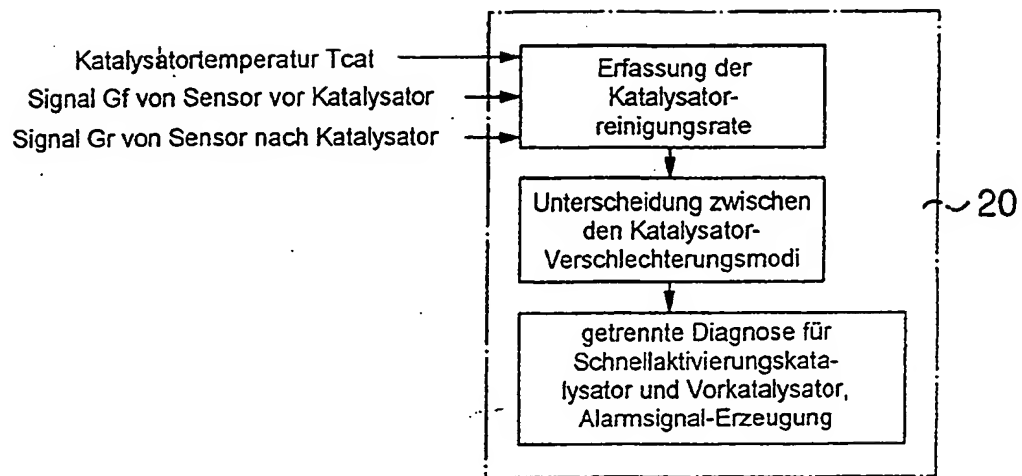 Katalysatortemperatur Tcat
Signal Gf von Sensor vor Katalysator
Signal Gr von Sensor nach Katalysator
Erfassung der
Katalysator-
reinigungsrate
Unterscheidung zwischen
den Katalysator-
Verschlechterungsmodi
getrennte Diagnose für
Schnellaktivierungskata-
lysator und Vorkatalysator,
Alarmsignal-Erzeugung
20